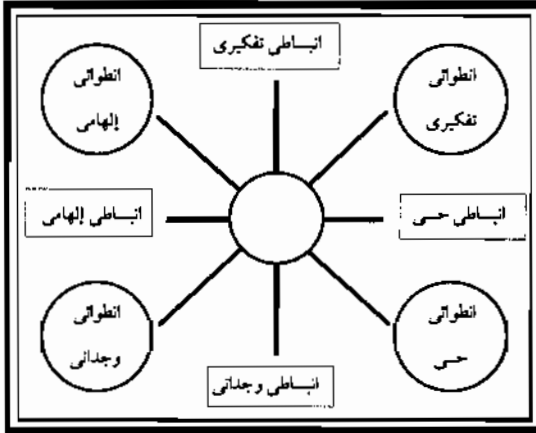 انبساطي تفكيري
انطوائي
تفكيري
انطوائي
إلهامي
انبساطي حسي
انبساطي إلهامي
انطوائي
حسي
انطوائي
وجداني
انبساطي وجداني